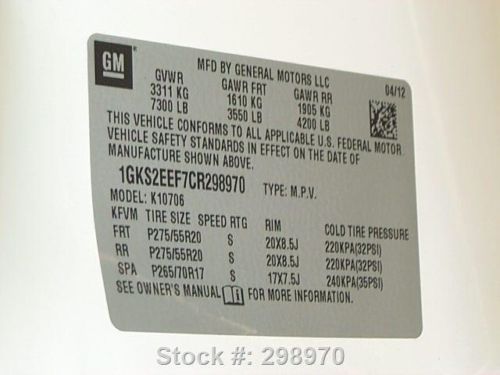 GM
MFD BY GENERAL MOTORS LLC
GVWR GAWR FRT GAWR RR 04/12
3311 KG 1610 KG 1905 KG
7300 LB 3550 LB 4200 LB
THIS VEHICLE CONFORMS TO ALL APPLICABLE U.S. FEDERAL MOTOR
VEHICLE SAFETY STANDARDS IN EFFECT ON THE DATE OF
MANUFACTURE SHOWN ABOVE.
1GKS2EEF7CR298970 TYPE: M.P.V.
MODEL: K10706
KFVM TIRE SIZE SPEED RTG RIM COLD TIRE PRESSURE
FRT P275/55R20 S 20X8.5J 220KPA(32PSI)
RR P275/55R20 S 20X8.5J 220KPA(32PSI)
SPA P265/70R17 S 17X7.5J 240KPA(35PSI)
SEE OWNER'S MANUAL FOR MORE INFORMATION.
Stock #: 298970